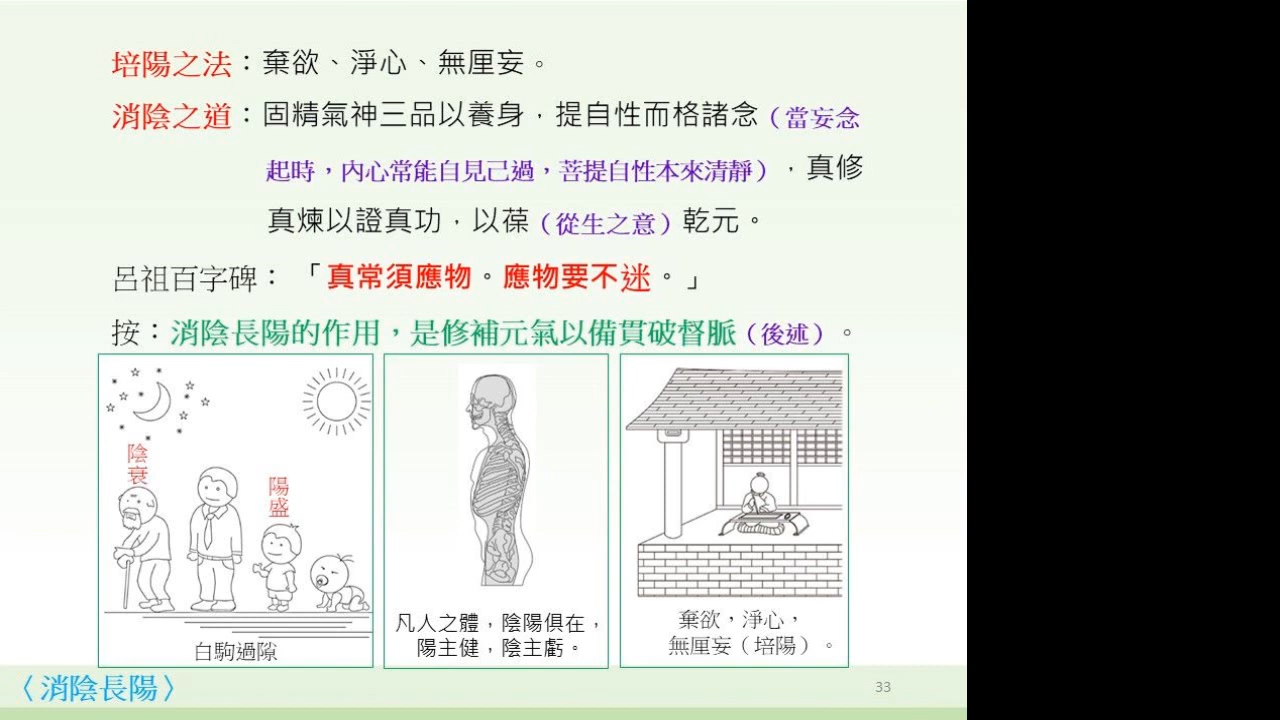 培陽之法：棄欲、淨心、無厘妄。
消陰之道：固精氣神三品以養身，提自性而格諸念（當妄念
起時，內心常能自見己過，菩提自性本來清靜），真修
真煉以證真功，以葆（從生之意）乾元。
呂祖百字碑：「真常須應物。應物要不迷。」
按：消陰長陽的作用，是修補元氣以備貫破督脈（後述）。
陰衰
陽盛
白駒過隙
凡人之體，陰陽俱在，
陽主健，陰主虧。
棄欲，淨心，
無厘妄（培陽）。
〈消陰長陽〉
33